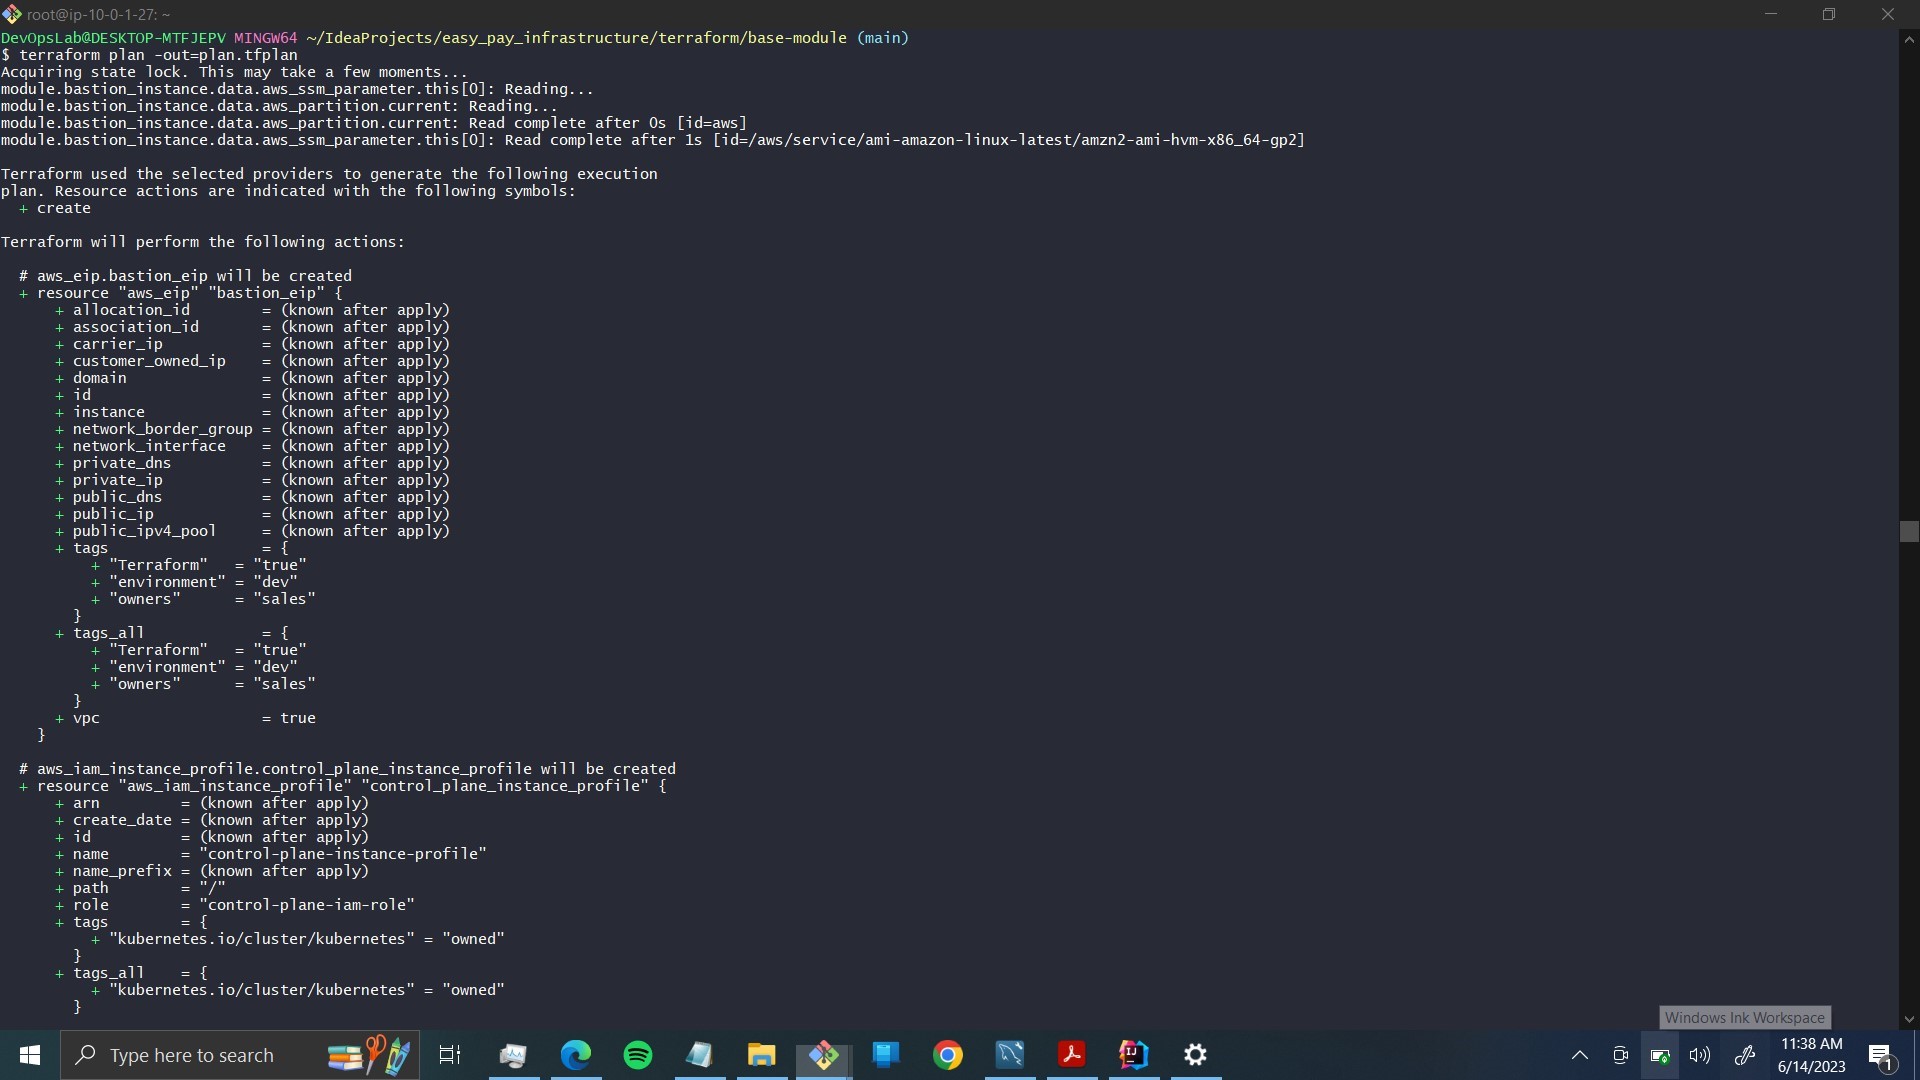 root@ip-10-0-1-27: ~
DevOpsLab@DESKTOP-MTFJEPV MINGW64 ~/IdeaProjects/easy_pay_infrastructure/terraform/base-module (main)
$ terraform plan -out=plan.tfplan
Acquiring state lock. This may take a few moments...
module.bastion_instance.data.aws_ssm_parameter.this[0]: Reading...
module.bastion_instance.data.aws_partition.current: Reading...
module.bastion_instance.data.aws_partition.current: Read complete after 0s [id=aws]
module.bastion_instance.data.aws_ssm_parameter.this[0]: Read complete after 1s [id=/aws/service/ami-amazon-linux-latest/amzn2-ami-hvm-x86_64-gp2]

Terraform used the selected providers to generate the following execution
plan. Resource actions are indicated with the following symbols:
  + create

Terraform will perform the following actions:

  # aws_eip.bastion_eip will be created
  + resource "aws_eip" "bastion_eip" {
      + allocation_id        = (known after apply)
      + association_id       = (known after apply)
      + carrier_ip           = (known after apply)
      + customer_owned_ip    = (known after apply)
      + domain               = (known after apply)
      + id                   = (known after apply)
      + instance             = (known after apply)
      + network_border_group = (known after apply)
      + network_interface    = (known after apply)
      + private_dns          = (known after apply)
      + private_ip           = (known after apply)
      + public_dns           = (known after apply)
      + public_ip            = (known after apply)
      + public_ipv4_pool     = (known after apply)
      + tags                 = {
          + "Terraform"   = "true"
          + "environment" = "dev"
          + "owners"      = "sales"
        }
      + tags_all             = {
          + "Terraform"   = "true"
          + "environment" = "dev"
          + "owners"      = "sales"
        }
      + vpc                  = true
    }

  # aws_iam_instance_profile.control_plane_instance_profile will be created
  + resource "aws_iam_instance_profile" "control_plane_instance_profile" {
      + arn         = (known after apply)
      + create_date = (known after apply)
      + id          = (known after apply)
      + name        = "control-plane-instance-profile"
      + name_prefix = (known after apply)
      + path        = "/"
      + role        = "control-plane-iam-role"
      + tags        = {
          + "kubernetes.io/cluster/kubernetes" = "owned"
        }
      + tags_all    = {
          + "kubernetes.io/cluster/kubernetes" = "owned"
        }
Windows Ink Workspace
Type here to search
IJ
11:38 AM
6/14/2023
1